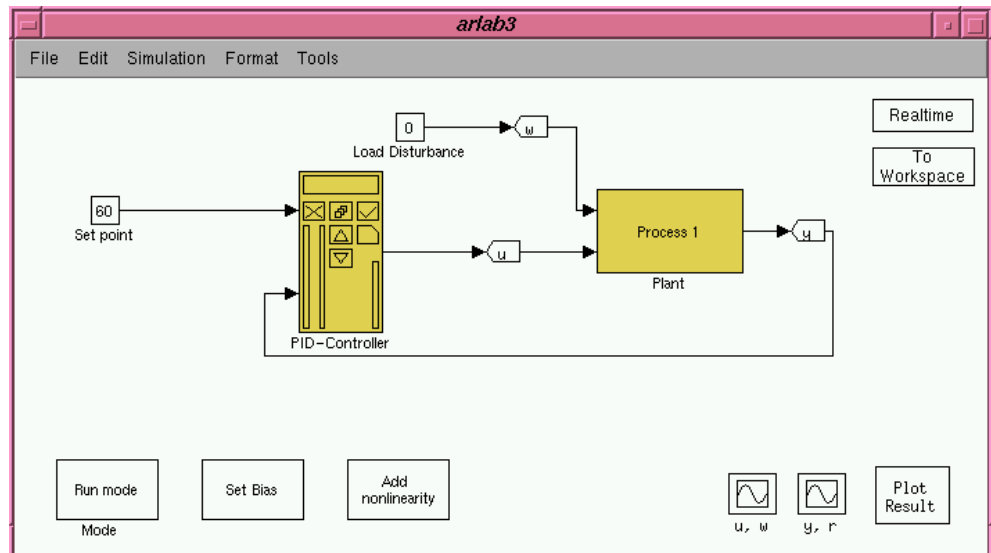 arlab3
File Edit Simulation Format Tools
Realtime
0
w
Load Disturbance
To
Workspace
60
Set point
Process 1
y
u
Plant
PID-Controller
Run mode
Mode
Set Bias
Add
nonlinearity
u, w
y, r
Plot
Result